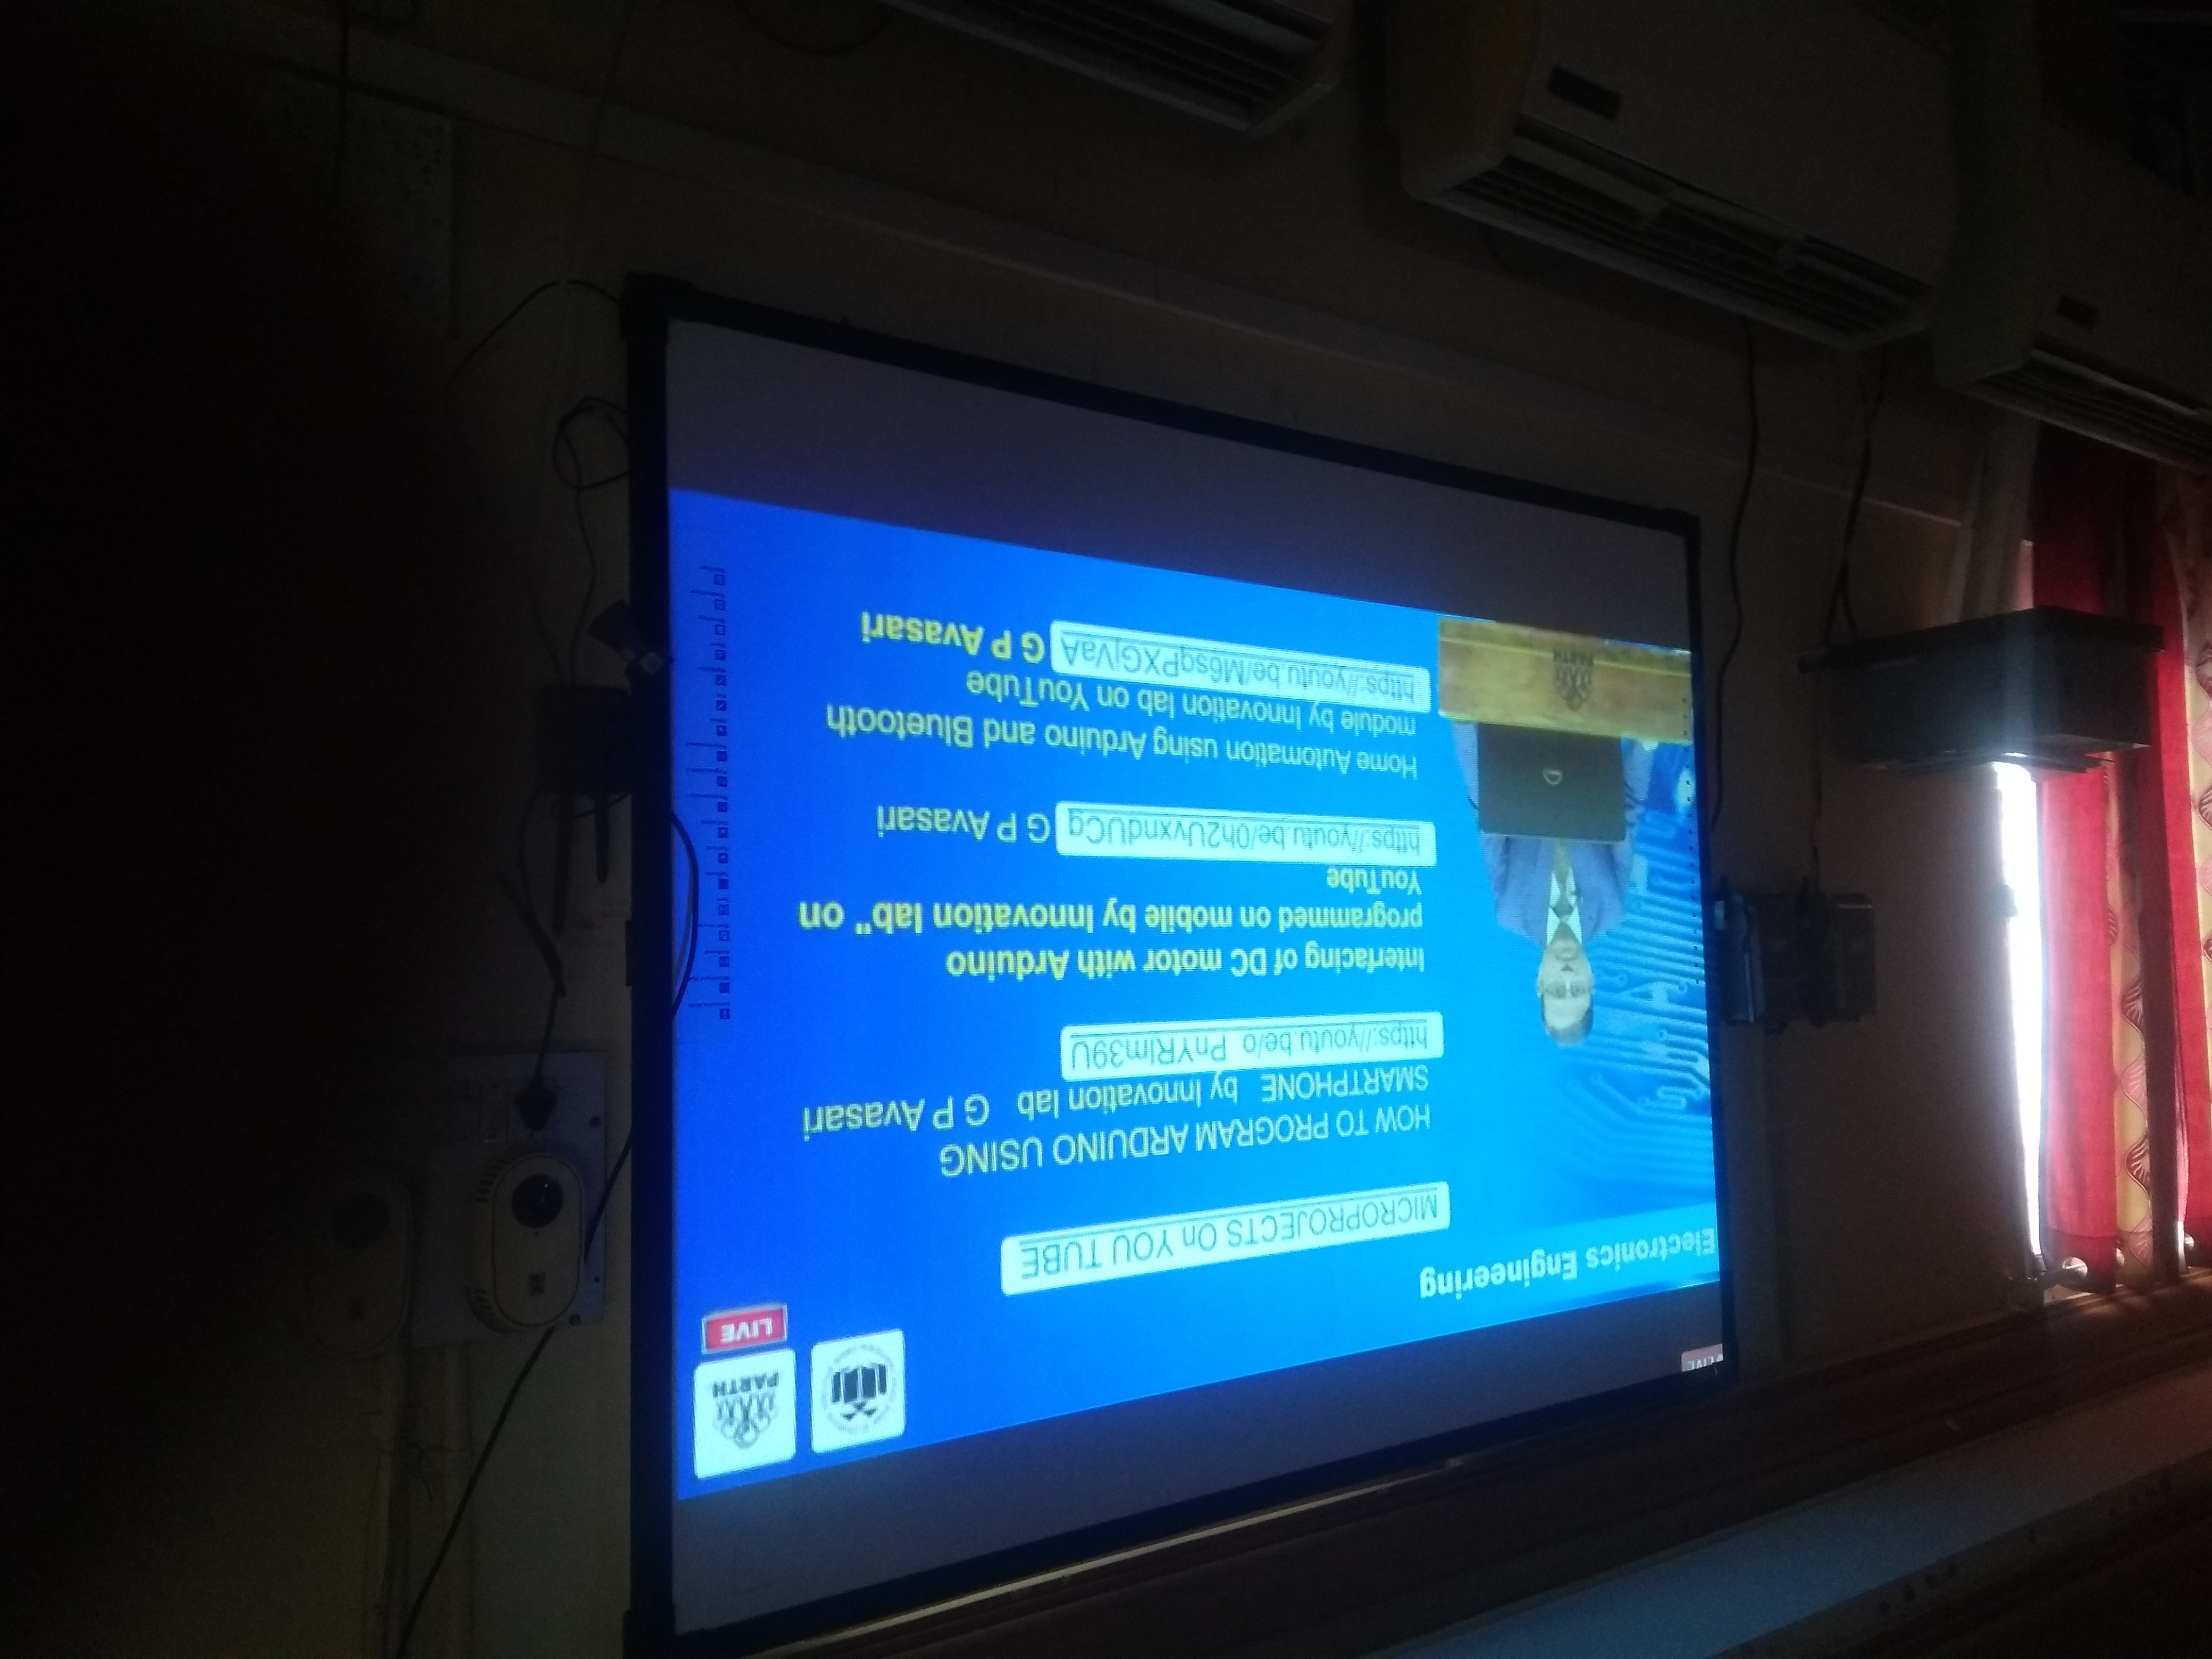 LIVE
PARTH
LIVE
Electronics Engineering
MICROPROJECTS On YOU TUBE
HOW TO PROGRAM ARDUINO USING
SMARTPHONE by Innovation lab G P Avasari
https://youtu.be/o_PnYRlm39U
Interfacing of DC motor with Arduino
programmed on mobile by Innovation lab" on
YouTube
https://youtu.be/0h2UvxndUCg G P Avasari
Home Automation using Arduino and Bluetooth
module by Innovation lab on YouTube
https://youtu.be/M6sqPXGjVaA G P Avasari
PARTH